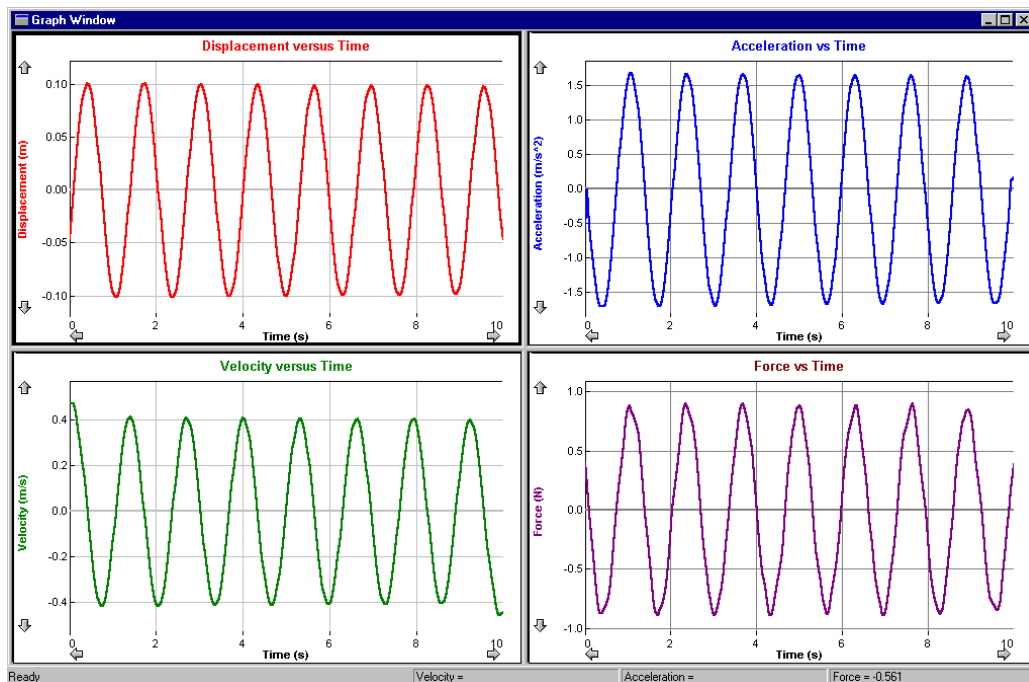 Graph Window
Displacement versus Time
Displacement (m)
0.10
0.05
0.00
-0.05
-0.10
0 2 4 6 8 10
Time (s)
Acceleration vs Time
Acceleration (m/s^2)
1.5
0.5
0.0
-0.5
-1.0
-1.5
0 2 4 6 8 10
Time (s)
Velocity versus Time
Velocity (m/s)
0.4
0.2
0.0
-0.2
-0.4
0 2 4 6 8 10
Time (s)
Force vs Time
Force (N)
1.0
0.5
0.0
-0.5
-1.0
0 2 4 6 8 10
Time (s)
Ready Velocity = Acceleration = Force = -0.561